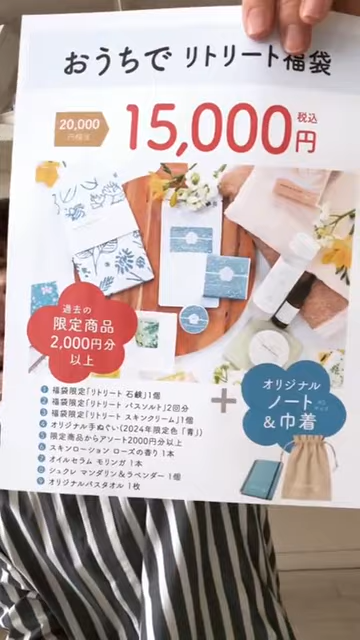 おうちで リトリート福袋
20,000
円相当
15,000円
税込
過去の
限定商品
2,000円分
以上
① 福袋限定「リトリート 石鹸」1個
② 福袋限定「リトリート バスソルト」2回分
③ 福袋限定「リトリート スキンクリーム」1個
④ オリジナル手ぬぐい(2024年限定色「青」)
⑤ 限定商品からアソート2000円分以上
⑥ スキンローション ローズの香り 1本
⑦ オイルセラム モリンガ 1本
⑧ シュクレ マンダリン&ラベンダー 1個
⑨ オリジナルバスタオル 1枚
+
オリジナル
ノート
&巾着